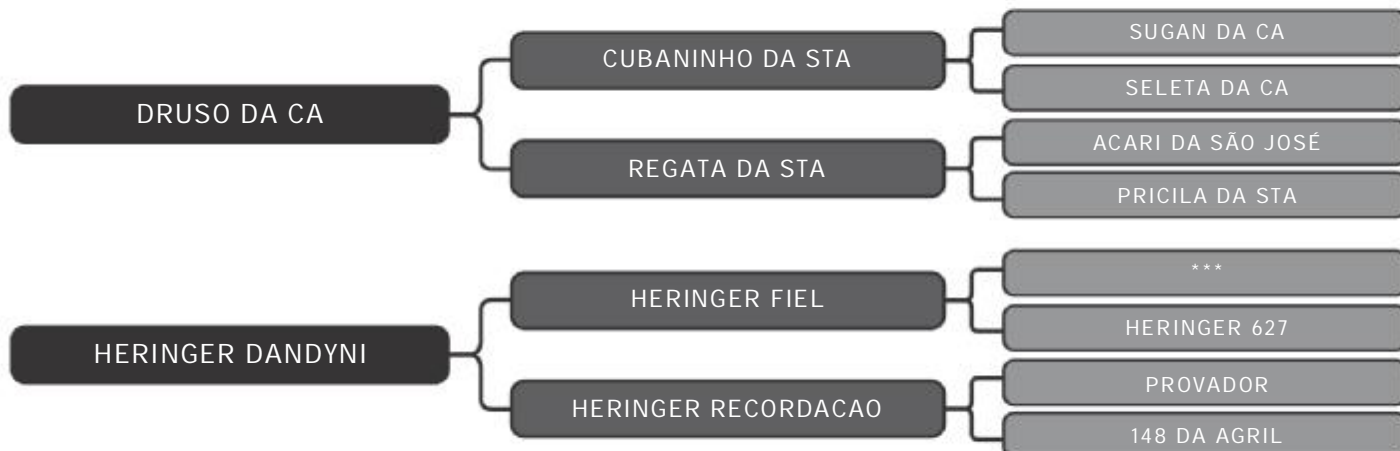 DRUSO DA CA
CUBANINHO DA STA
SUGAN DA CA
SELETA DA CA
REGATA DA STA
ACARI DA SÃO JOSÉ
PRICILA DA STA
HERINGER DANDYNI
HERINGER FIEL
***
HERINGER 627
HERINGER RECORDACAO
PROVADOR
148 DA AGRIL